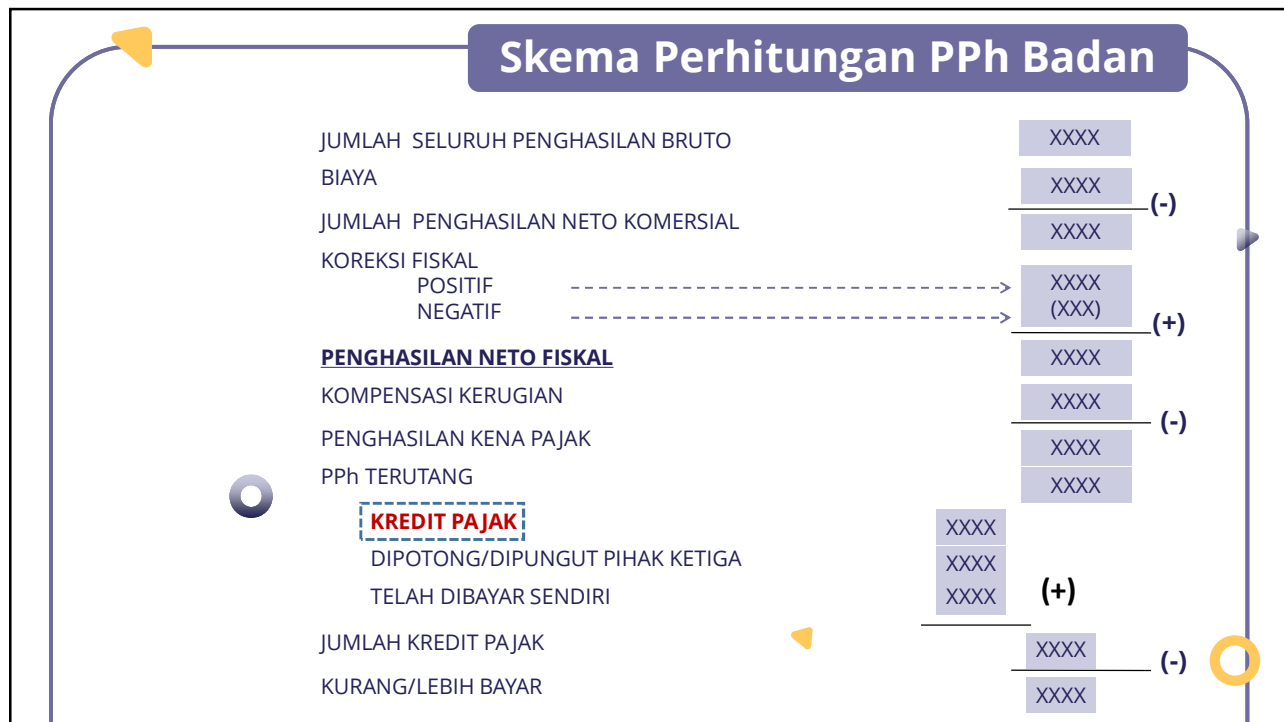 Skema Perhitungan PPh Badan
JUMLAH SELURUH PENGHASILAN BRUTO XXXX
BIAYA XXXX (-)
JUMLAH PENGHASILAN NETO KOMERSIAL XXXX
KOREKSI FISKAL
POSITIF XXXX
NEGATIF (XXX) (+)
PENGHASILAN NETO FISKAL XXXX
KOMPENSASI KERUGIAN XXXX (-)
PENGHASILAN KENA PAJAK XXXX
PPh TERUTANG XXXX
KREDIT PAJAK XXXX
DIPOTONG/DIPUNGUT PIHAK KETIGA XXXX
TELAH DIBAYAR SENDIRI XXXX (+)
JUMLAH KREDIT PAJAK XXXX (-)
KURANG/LEBIH BAYAR XXXX